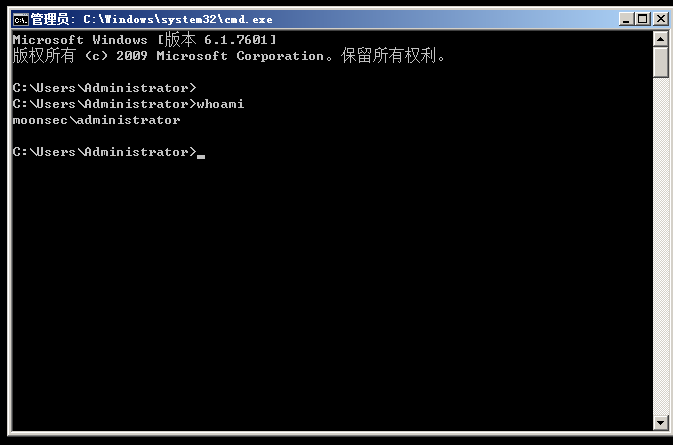 管理员: C:\Windows\system32\cmd.exe
Microsoft Windows [版本 6.1.7601]
版权所有 (c) 2009 Microsoft Corporation。保留所有权利。
C:\Users\Administrator>
C:\Users\Administrator>whoami
moonsec\administrator
C:\Users\Administrator>